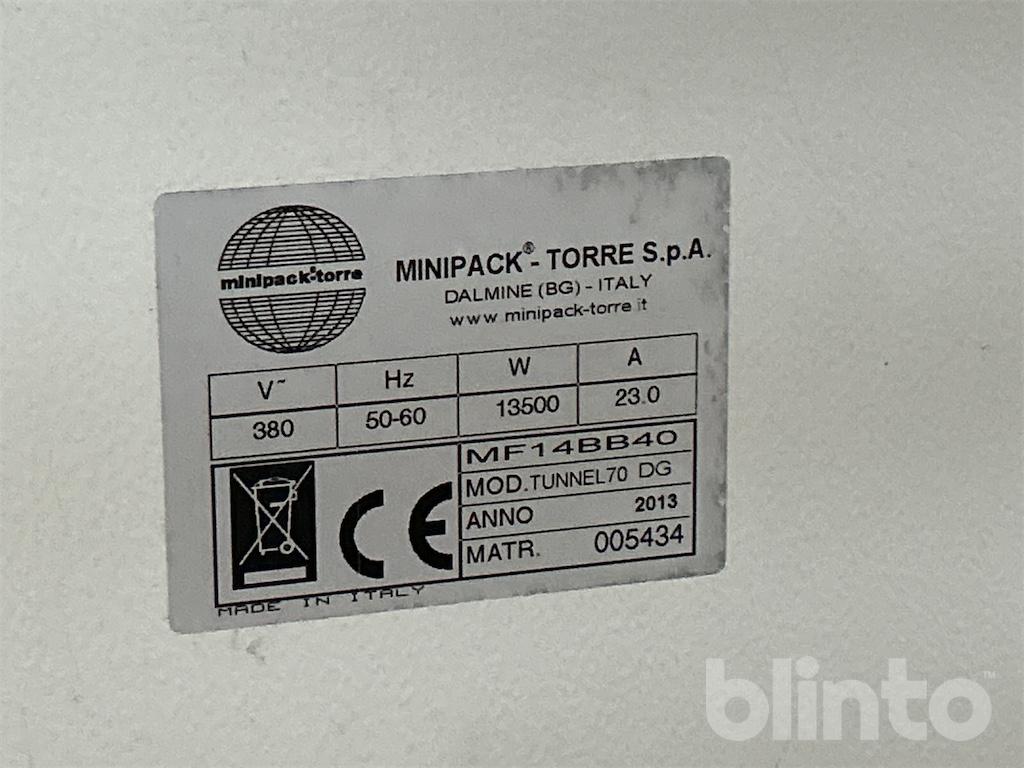 minipack-torre
MINIPACK® - TORRE S.p.A.
DALMINE (BG) - ITALY
www.minipack-torre.it
V~ Hz W A
380 50-60 13500 23.0
MF14BB40
MOD.TUNNEL70 DG
ANNO 2013
MATR. 005434
CE
MADE IN ITALY
blinto™